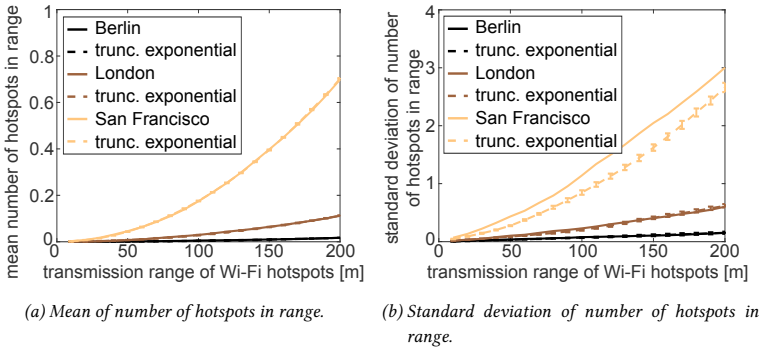 mean number of hotspots in range
1
0.8
0.6
0.4
0.2
0
Berlin
trunc. exponential
London
trunc. exponential
San Francisco
trunc. exponential
0 50 100 150 200
transmission range of Wi-Fi hotspots [m]
(a) Mean of number of hotspots in range.
standard deviation of number
of hotspots in range
4
3
2
1
0
Berlin
trunc. exponential
London
trunc. exponential
San Francisco
trunc. exponential
0 50 100 150 200
transmission range of Wi-Fi hotspots [m]
(b) Standard deviation of number of hotspots in
range.